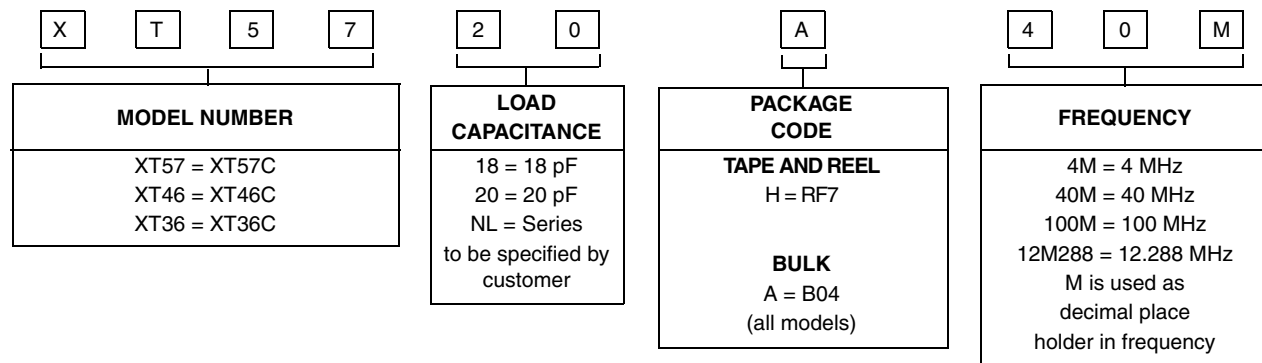 X T 5 7 2 0 A 4 0 M
MODEL NUMBER
XT57 = XT57C
XT46 = XT46C
XT36 = XT36C
LOAD
CAPACITANCE
18 = 18 pF
20 = 20 pF
NL = Series
to be specified by
customer
PACKAGE
CODE
TAPE AND REEL
H = RF7
BULK
A = B04
(all models)
FREQUENCY
4M = 4 MHz
40M = 40 MHz
100M = 100 MHz
12M288 = 12.288 MHz
M is used as
decimal place
holder in frequency